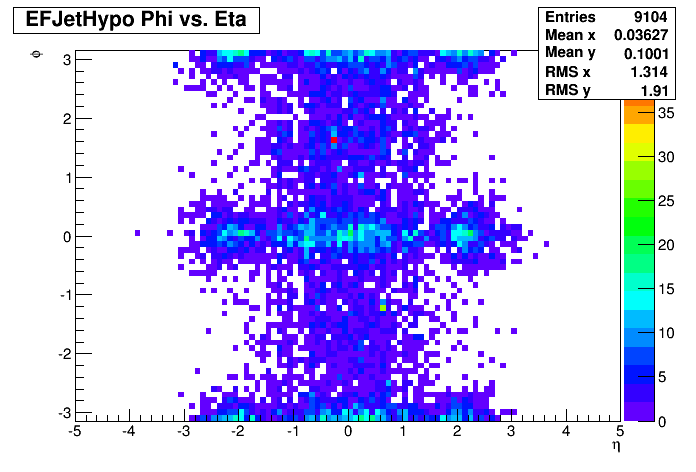 EFJetHypo Phi vs. Eta
Entries 9104
Mean x 0.03627
Mean y 0.1001
RMS x 1.314
RMS y 1.91
ϕ
3
2
1
0
-1
-2
-3
-5 -4 -3 -2 -1 0 1 2 3 4 5
η
35
30
25
20
15
10
5
0